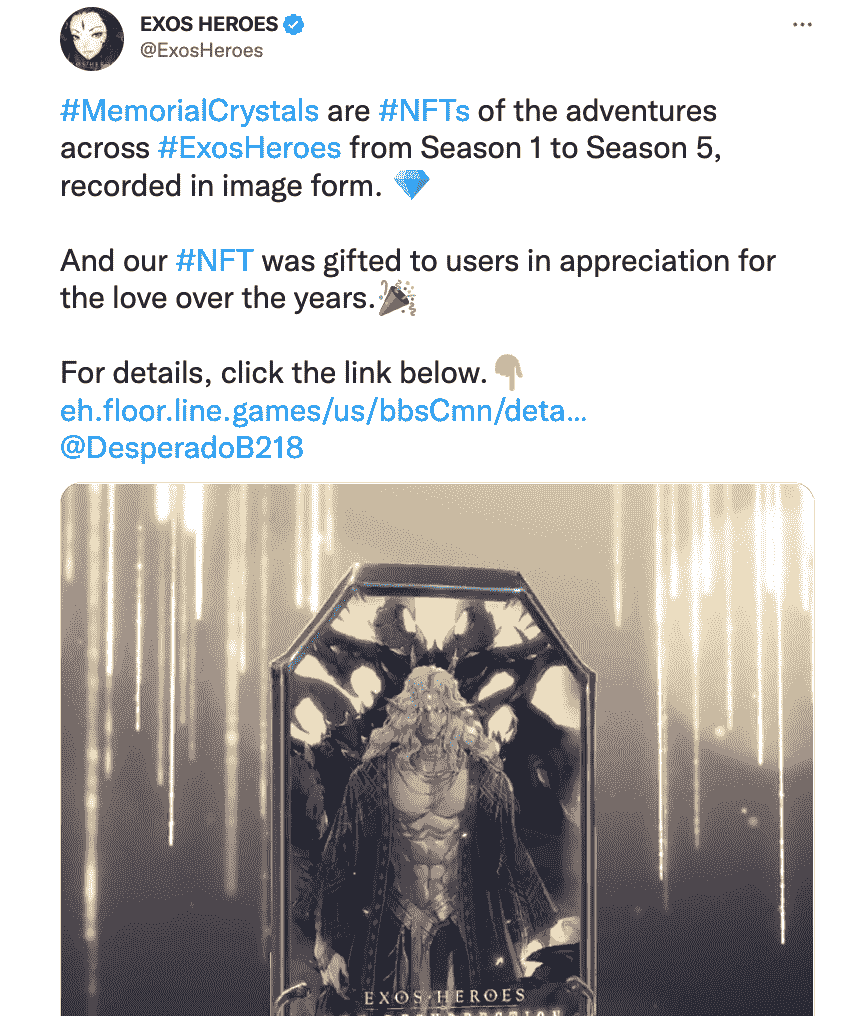 EXOS HEROES
@ExosHeroes
#MemorialCrystals are #NFTs of the adventures
across #ExosHeroes from Season 1 to Season 5,
recorded in image form. 💎
And our #NFT was gifted to users in appreciation for
the love over the years.🎉
For details, click the link below.👇🏼
eh.floor.line.games/us/bbsCmn/deta...
@DesperadoB218
EXOS HEROES